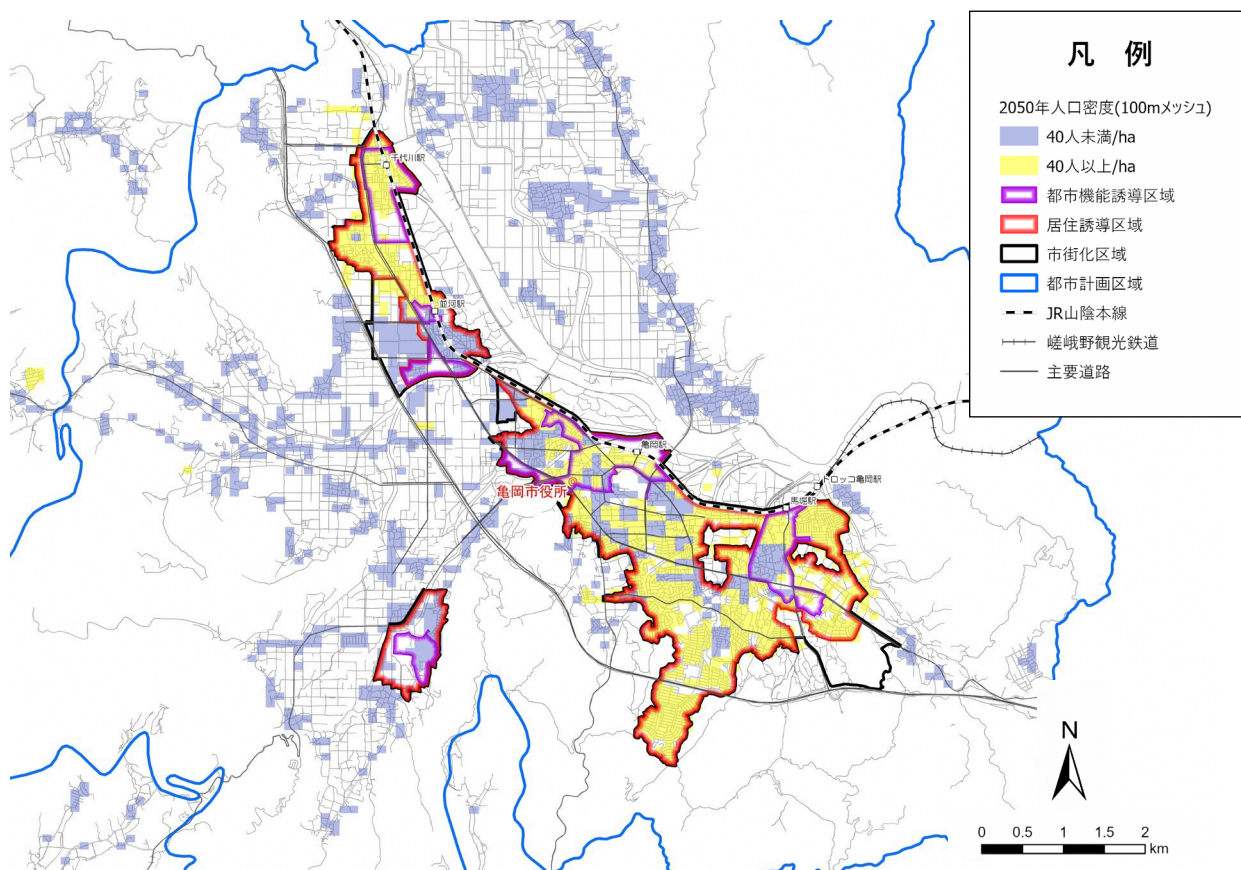 凡 例
2050年人口密度(100mメッシュ)
40人未満/ha
40人以上/ha
都市機能誘導区域
居住誘導区域
市街化区域
都市計画区域
JR山陰本線
嵯峨野観光鉄道
主要道路
千代川駅
並河駅
亀岡駅
亀岡市役所
トロッコ亀岡駅
馬堀駅
N
0 0.5 1 1.5 2
km